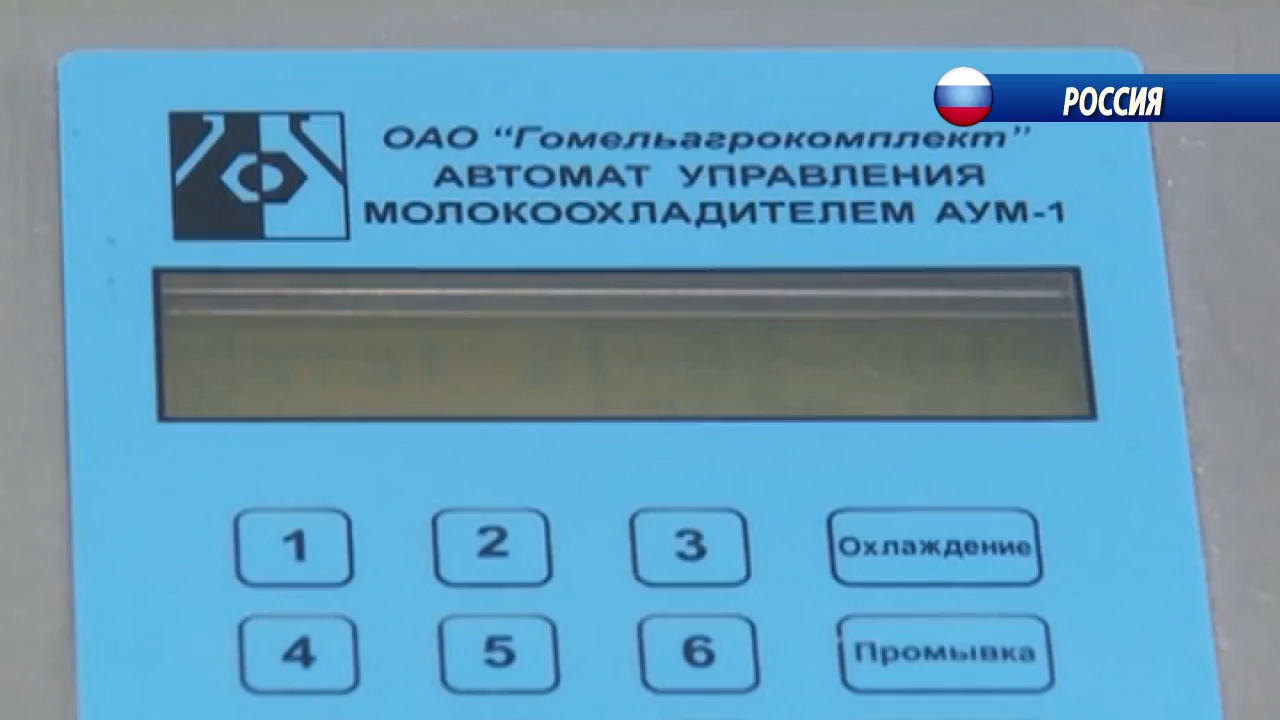 РОССИЯ
ОАО “Гомельагрокомплект”
АВТОМАТ УПРАВЛЕНИЯ
МОЛОКООХЛАДИТЕЛЕМ АУМ-1
1 2 3 Охлаждение
4 5 6 Промывка